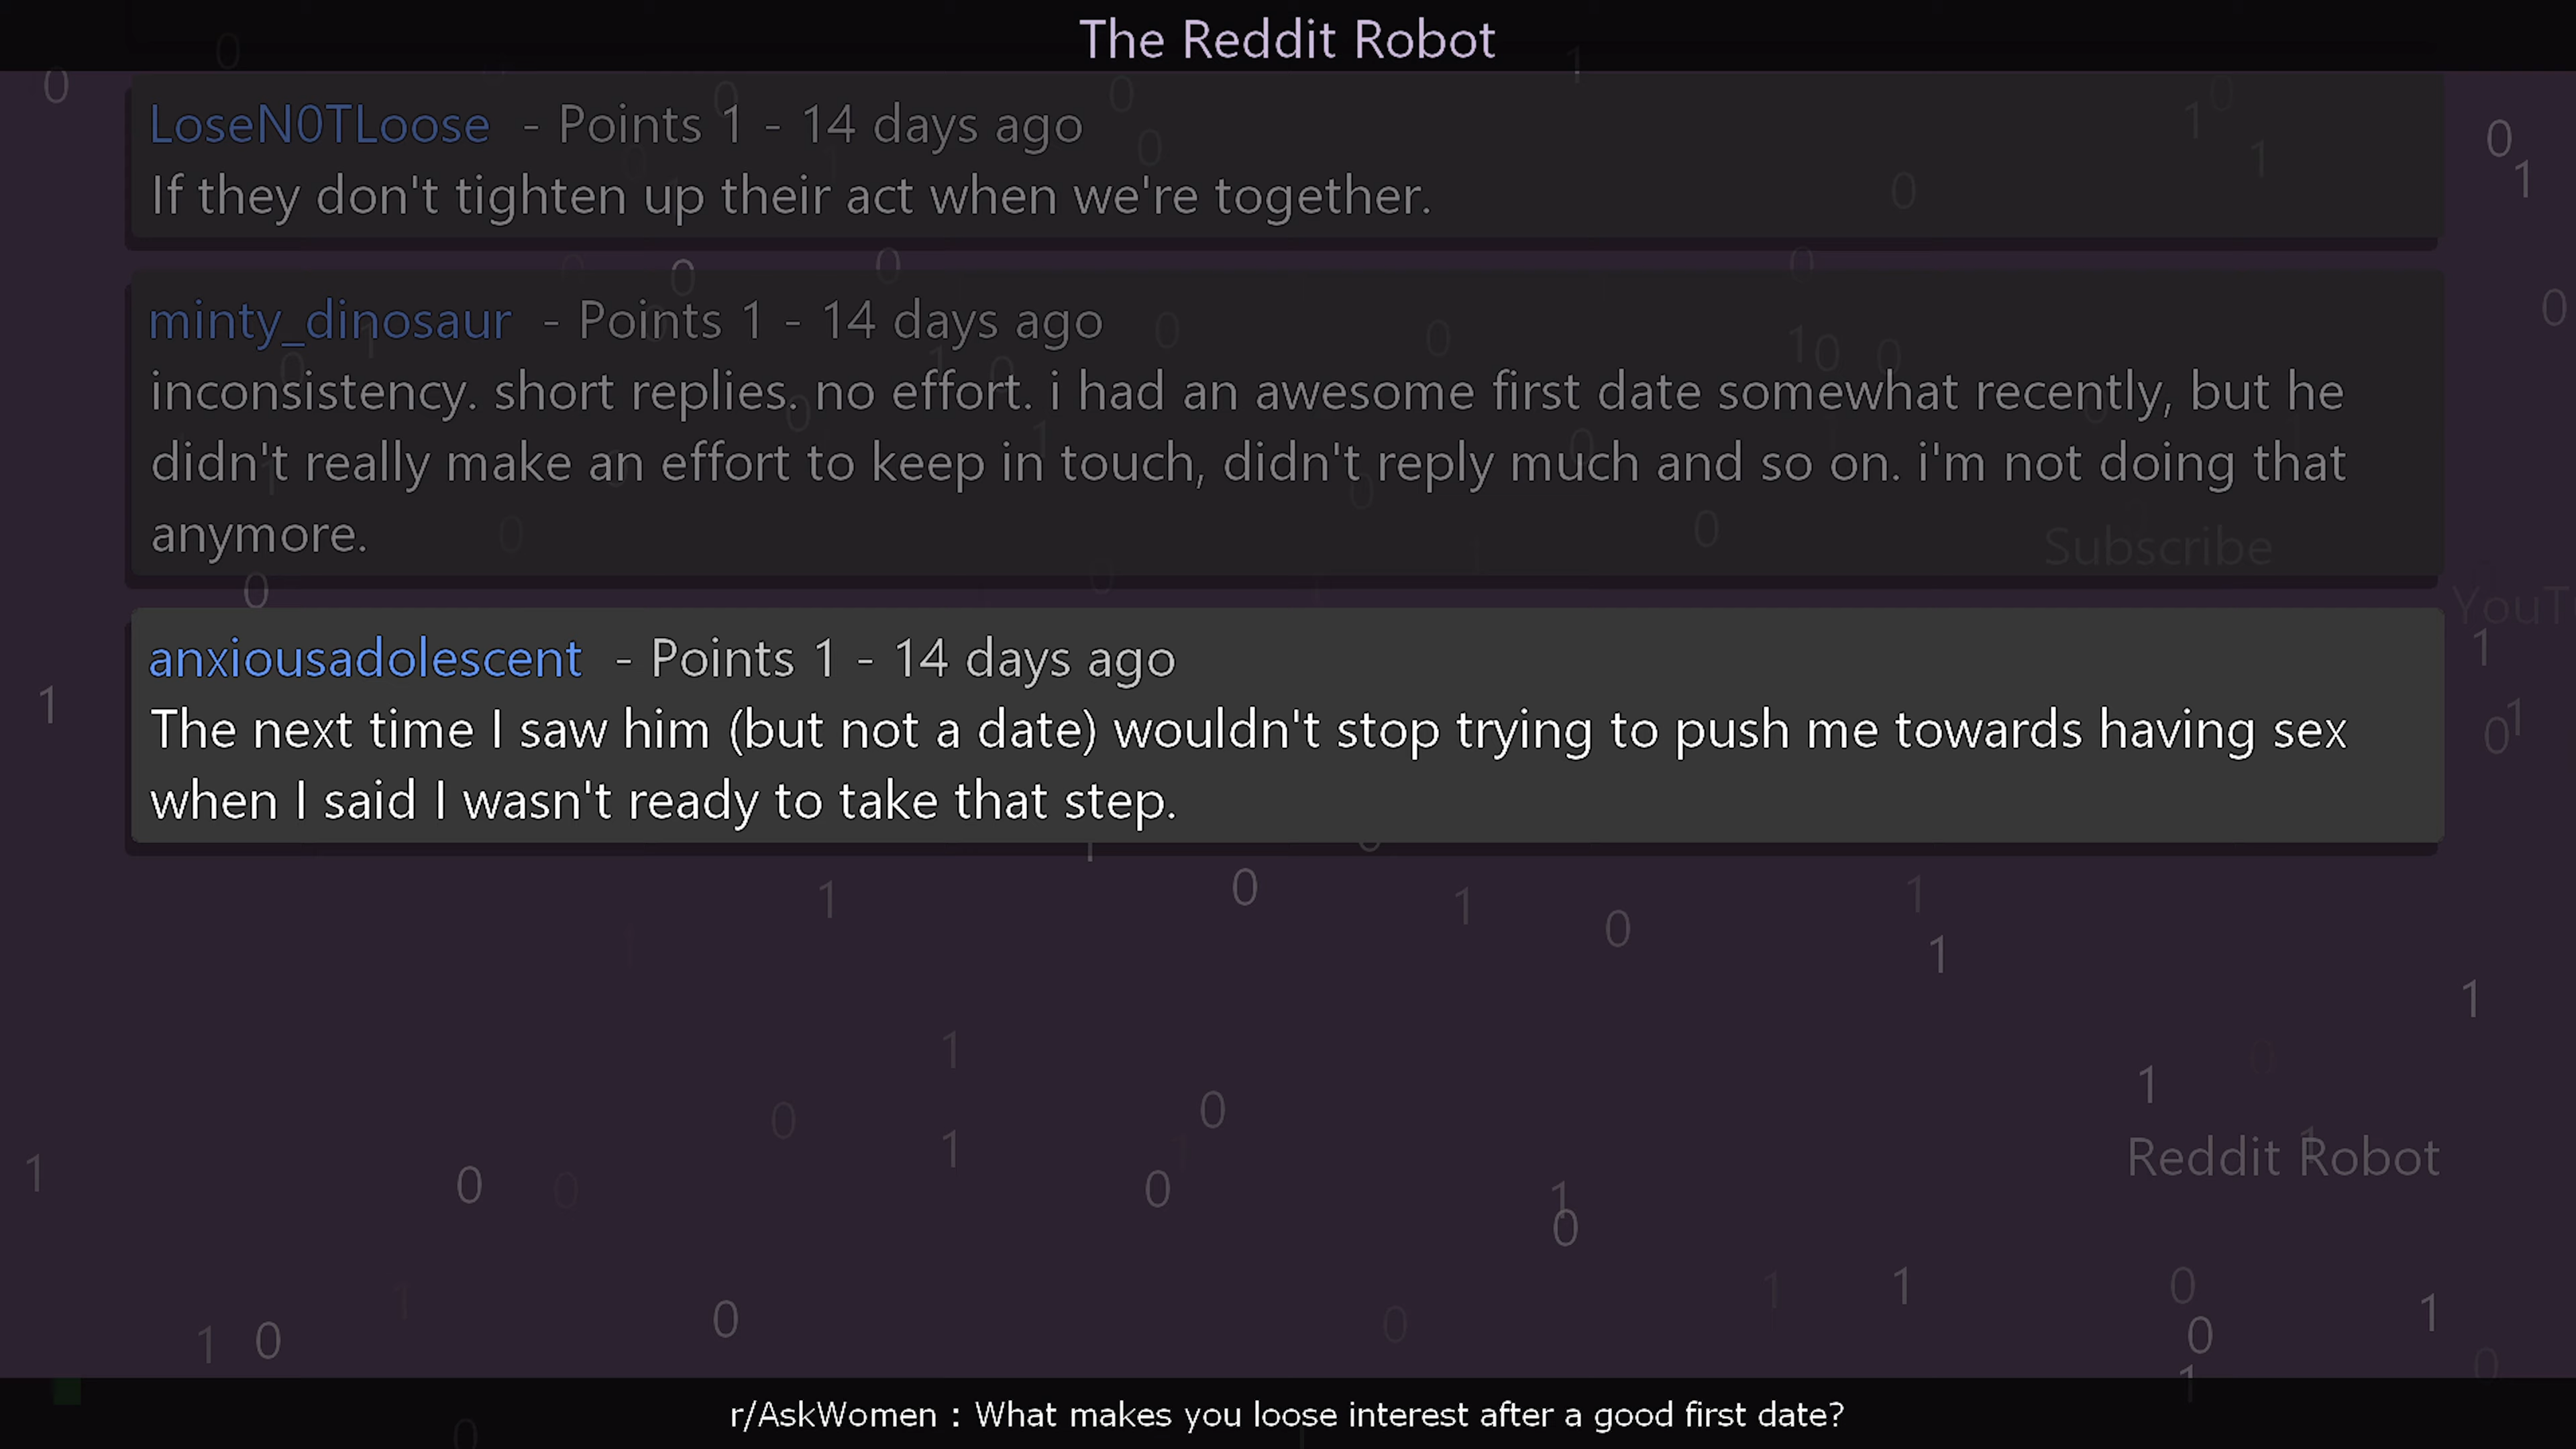 The Reddit Robot
LoseN0TLoose - Points 1 - 14 days ago
If they don't tighten up their act when we're together.
minty_dinosaur - Points 1 - 14 days ago
inconsistency. short replies. no effort. i had an awesome first date somewhat recently, but he
didn't really make an effort to keep in touch, didn't reply much and so on. i'm not doing that
anymore.
Subscribe
YouT
anxiousadolescent - Points 1 - 14 days ago
The next time I saw him (but not a date) wouldn't stop trying to push me towards having sex
when I said I wasn't ready to take that step.
Reddit Robot
r/AskWomen : What makes you loose interest after a good first date?